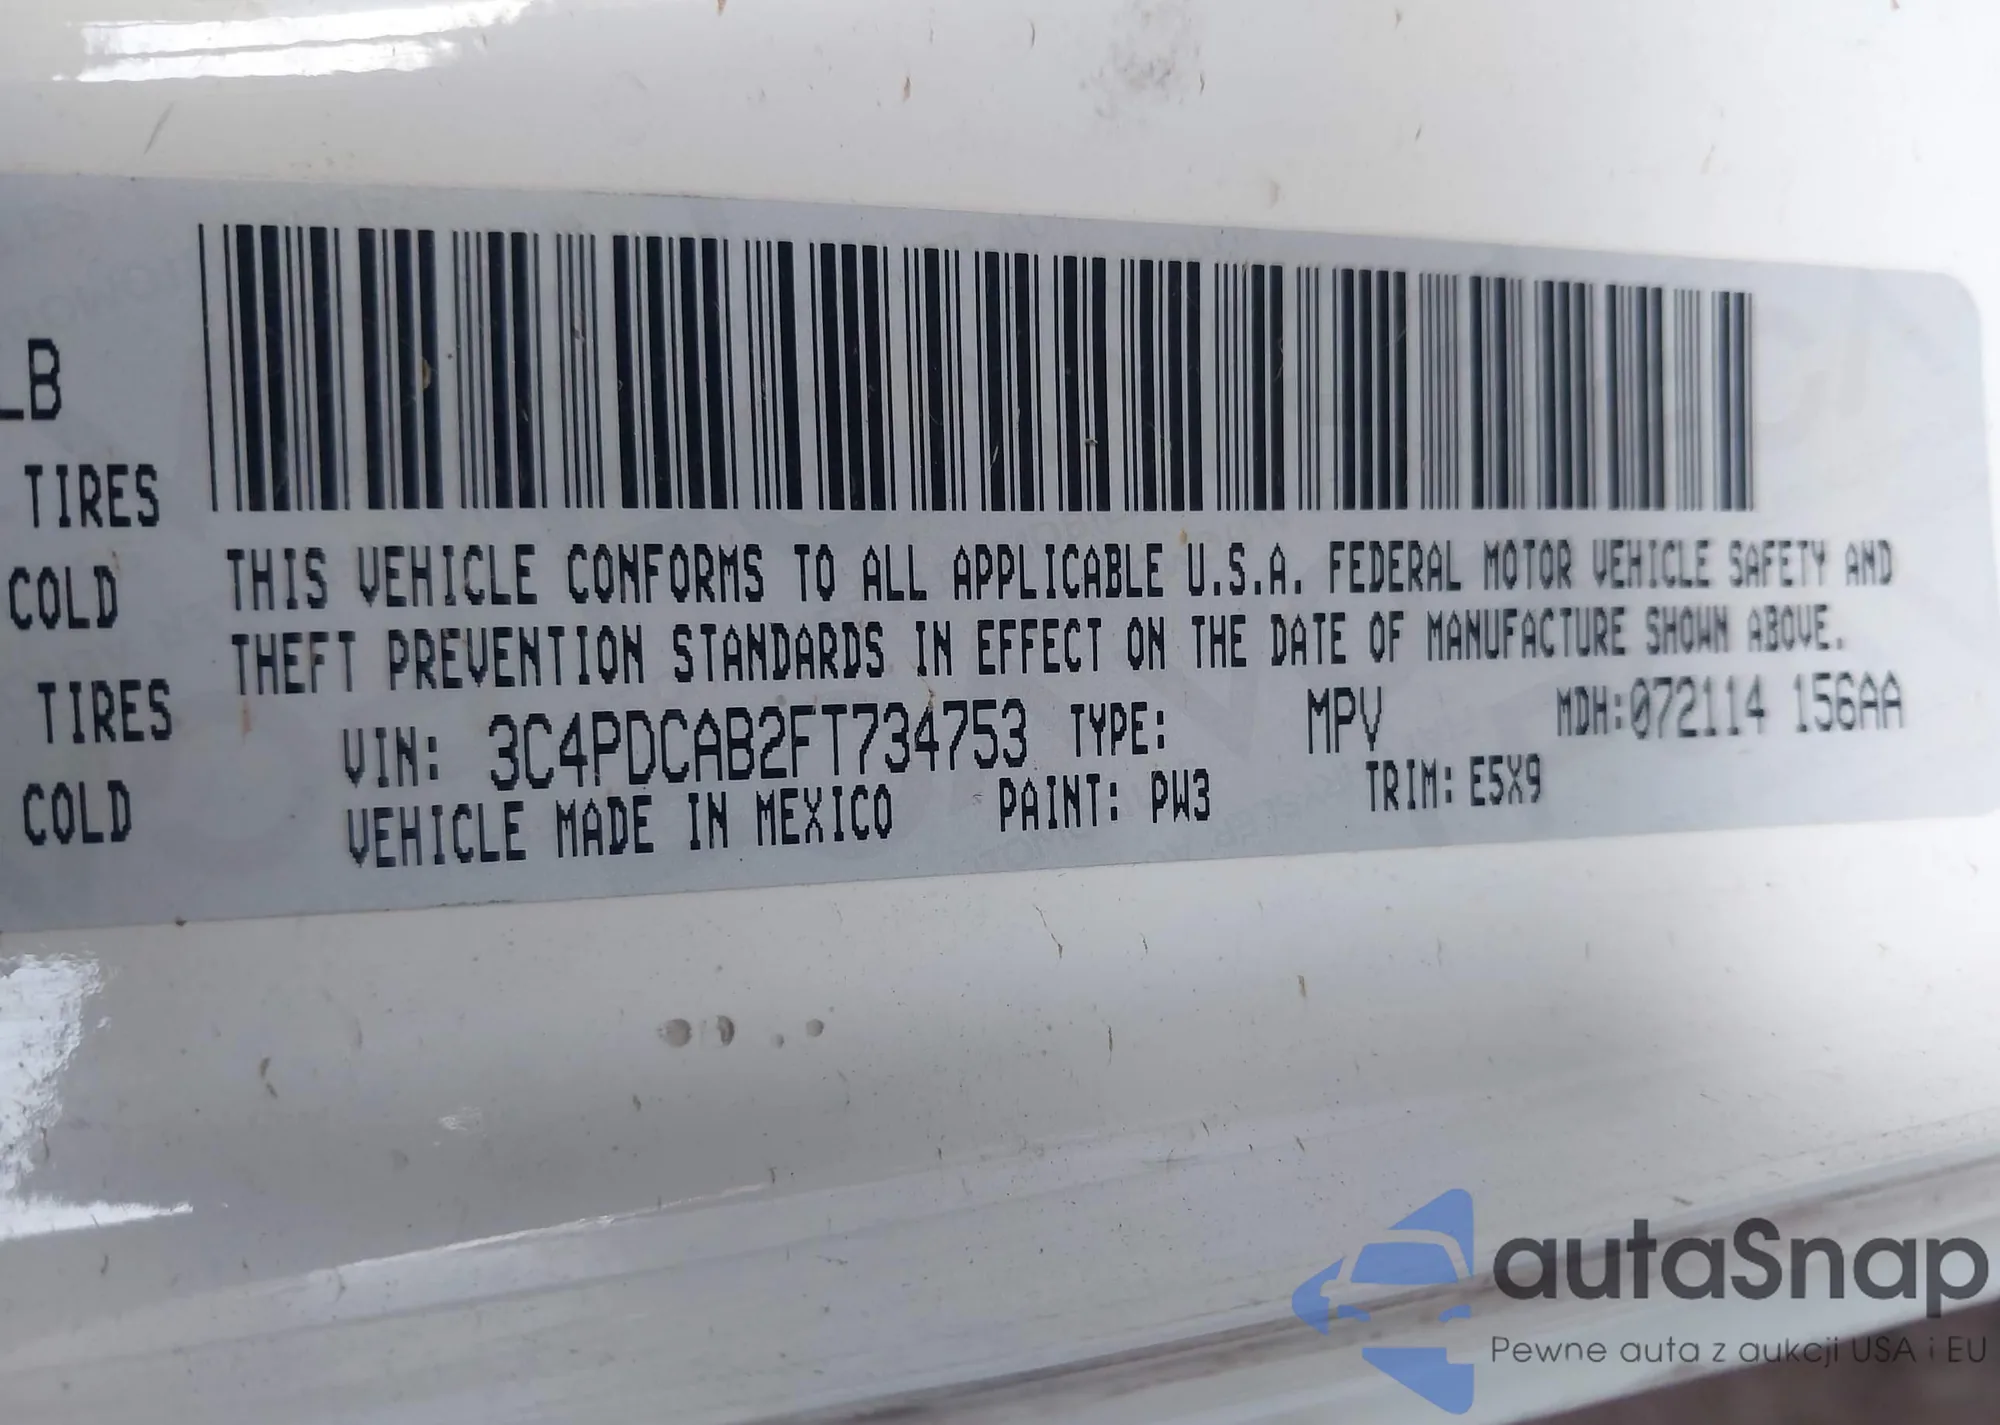 LB
TIRES
COLD
TIRES
COLD
THIS VEHICLE CONFORMS TO ALL APPLICABLE U.S.A. FEDERAL MOTOR VEHICLE SAFETY AND
THEFT PREVENTION STANDARDS IN EFFECT ON THE DATE OF MANUFACTURE SHOWN ABOVE.
VIN: 3C4PDCAB2FT734753 TYPE: MPV MDH:072114 156AA
VEHICLE MADE IN MEXICO PAINT: PW3 TRIM: E5X9
autaSnap
Pewne auta z aukcji USA i EU